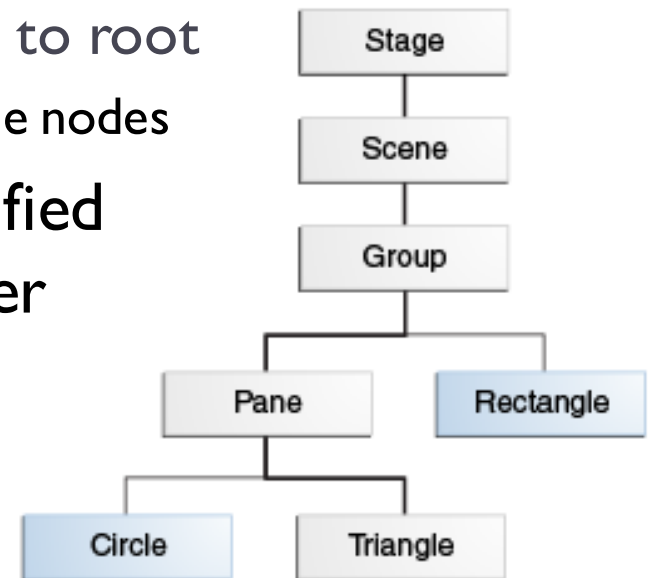 to root
e nodes
fied
er
Stage
Scene
Group
Pane
Rectangle
Circle
Triangle